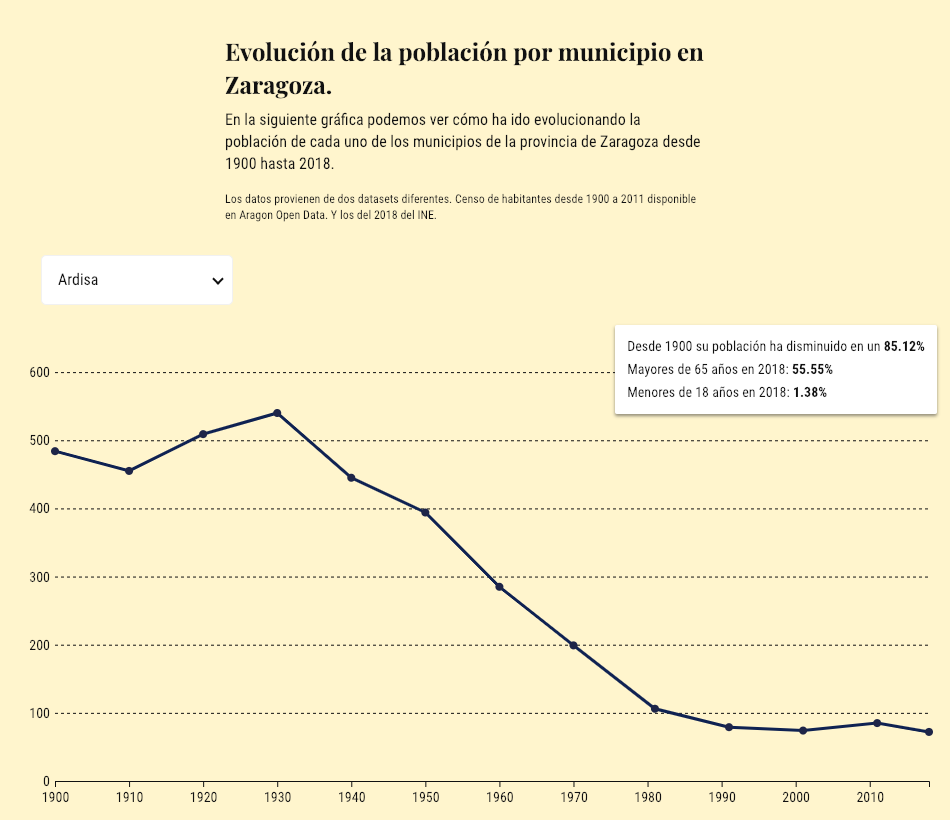 Evolución de la población por municipio en
Zaragoza.
En la siguiente gráfica podemos ver cómo ha ido evolucionando la
población de cada uno de los municipios de la provincia de Zaragoza desde
1900 hasta 2018.
Los datos provienen de dos datasets diferentes. Censo de habitantes desde 1900 a 2011 disponible
en Aragon Open Data. Y los del 2018 del INE.
Ardisa
Desde 1900 su población ha disminuido en un 85.12%
Mayores de 65 años en 2018: 55.55%
Menores de 18 años en 2018: 1.38%
600
500
400
300
200
100
0
1900 1910 1920 1930 1940 1950 1960 1970 1980 1990 2000 2010